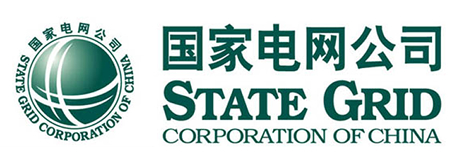 国家电网公司
STATE GRID CORPORATION OF CHINA
国家电网公司
STATE GRID
CORPORATION OF CHINA